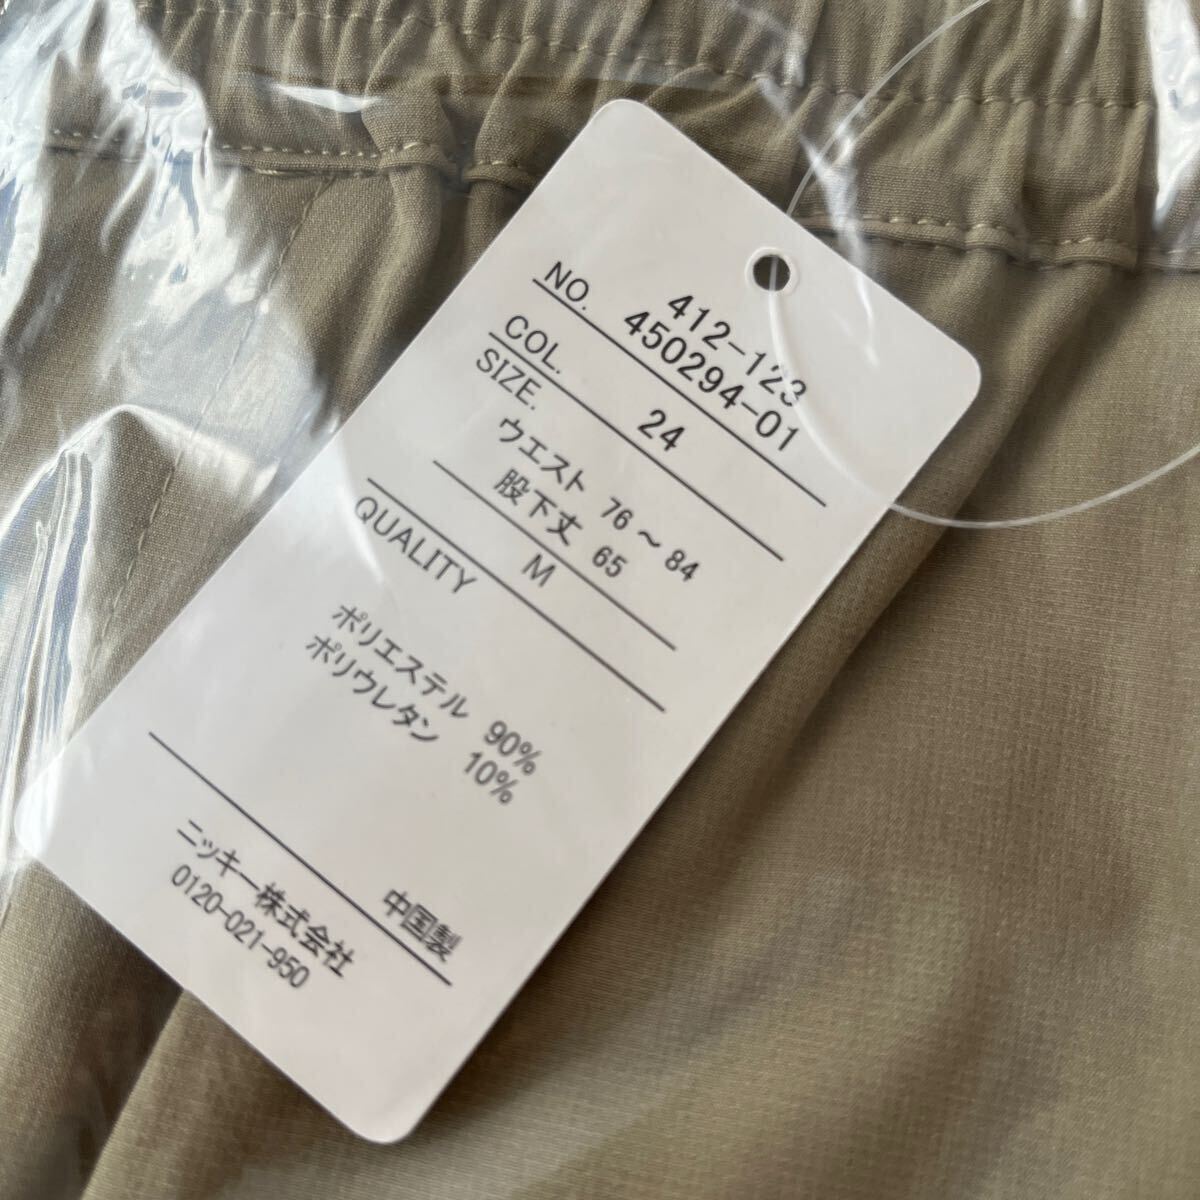 412-123
NO. 450294-01
COL. 24
SIZE. ウエスト 76～84
股下丈 65
M
QUALITY
ポリエステル 90%
ポリウレタン 10%
中国製
ニッキー株式会社
0120-021-950